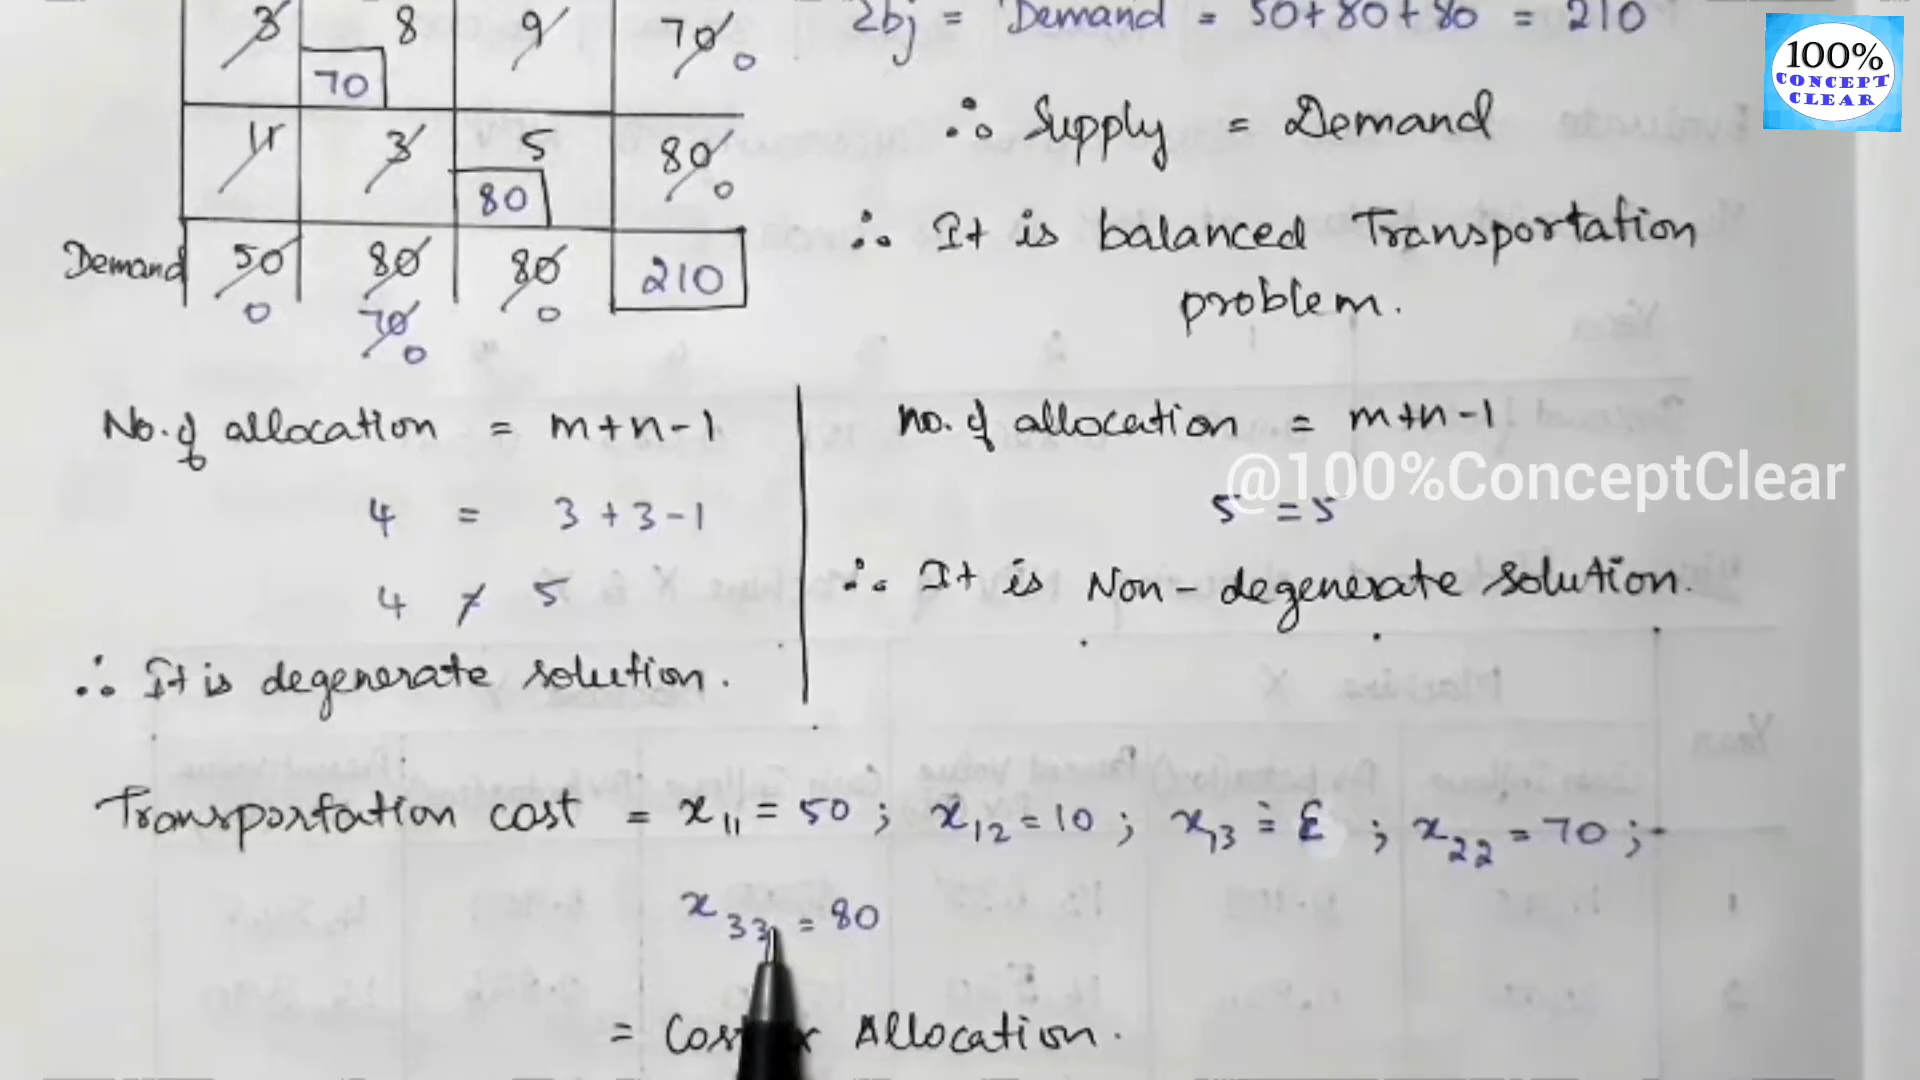 3 8 9 70 0
70
11 3 5 80 0
80
Demand 50 80 80 210
0 70 0
0
Σbj = Demand = 50+80+80 = 210
∴ Supply = Demand
∴ It is balanced Transportation
problem.
100%
CONCEPT
CLEAR
No. of allocation = m+n-1
4 = 3+3-1
4 ≠ 5
∴ It is degenerate solution.
no. of allocation = m+n-1
@100%ConceptClear
5 = 5
∴ It is Non-degenerate solution.
Transportation cost = x11 = 50 ; x12 = 10 ; x13 = ε ; x22 = 70 ;
x33 = 80
= Cost x Allocation.